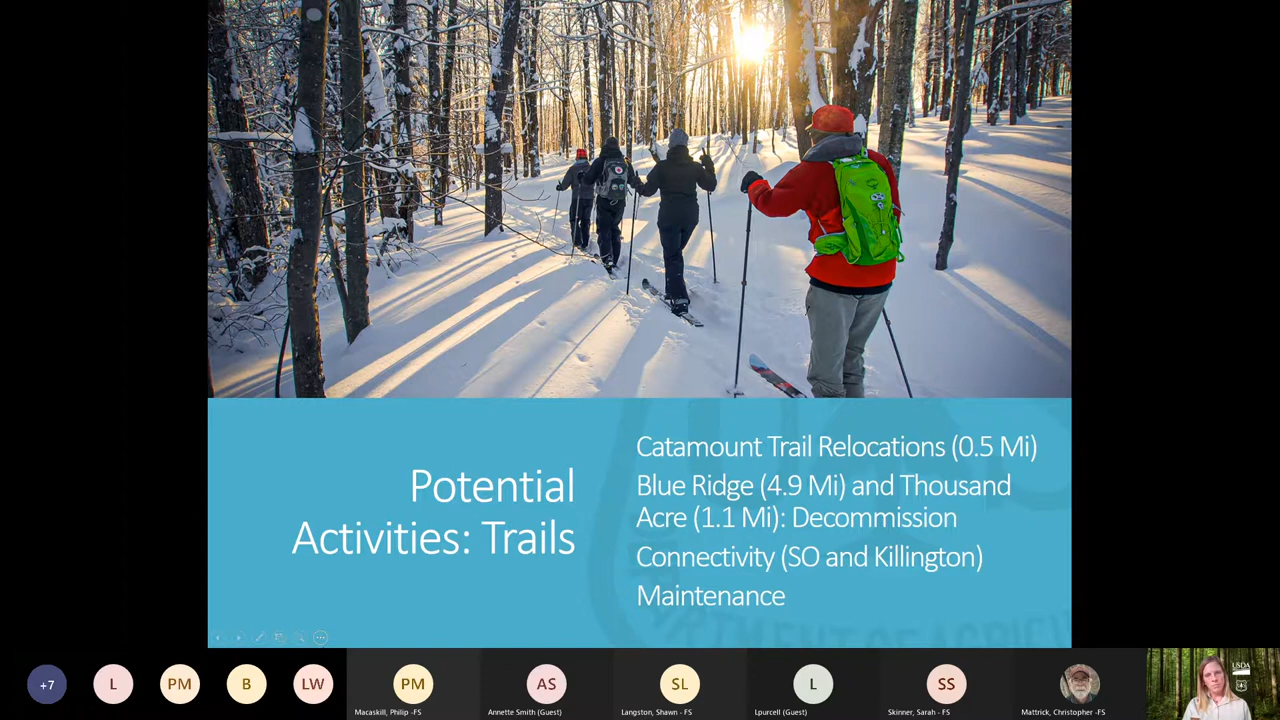 Potential
Activities: Trails
Catamount Trail Relocations (0.5 Mi)
Blue Ridge (4.9 Mi) and Thousand
Acre (1.1 Mi): Decommission
Connectivity (SO and Killington)
Maintenance
+7
L
PM
B
LW
PM
Macaskill, Philip -FS
AS
Annette Smith (Guest)
SL
Langston, Shawn - FS
L
Lpurcell (Guest)
SS
Skinner, Sarah - FS
Mattrick, Christopher -FS
USDA